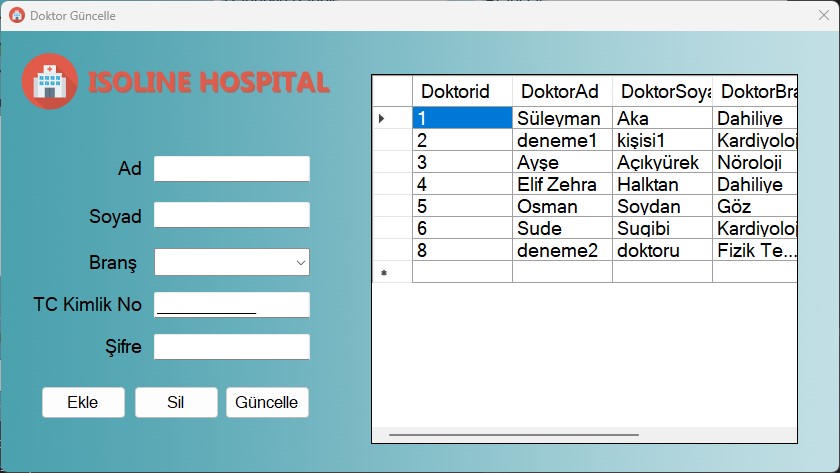 Doktor Güncelle
ISOLINE HOSPITAL
Ad
Soyad
Branş
TC Kimlik No
Şifre
Ekle Sil Güncelle
Doktorid DoktorAd DoktorSoya DoktorBra
1 Süleyman Aka Dahiliye
2 deneme1 kişisi1 Kardiyoloj
3 Ayşe Açıkyürek Nöroloji
4 Elif Zehra Halktan Dahiliye
5 Osman Soydan Göz
6 Sude Sugibi Kardiyoloj
8 deneme2 doktoru Fizik Te...